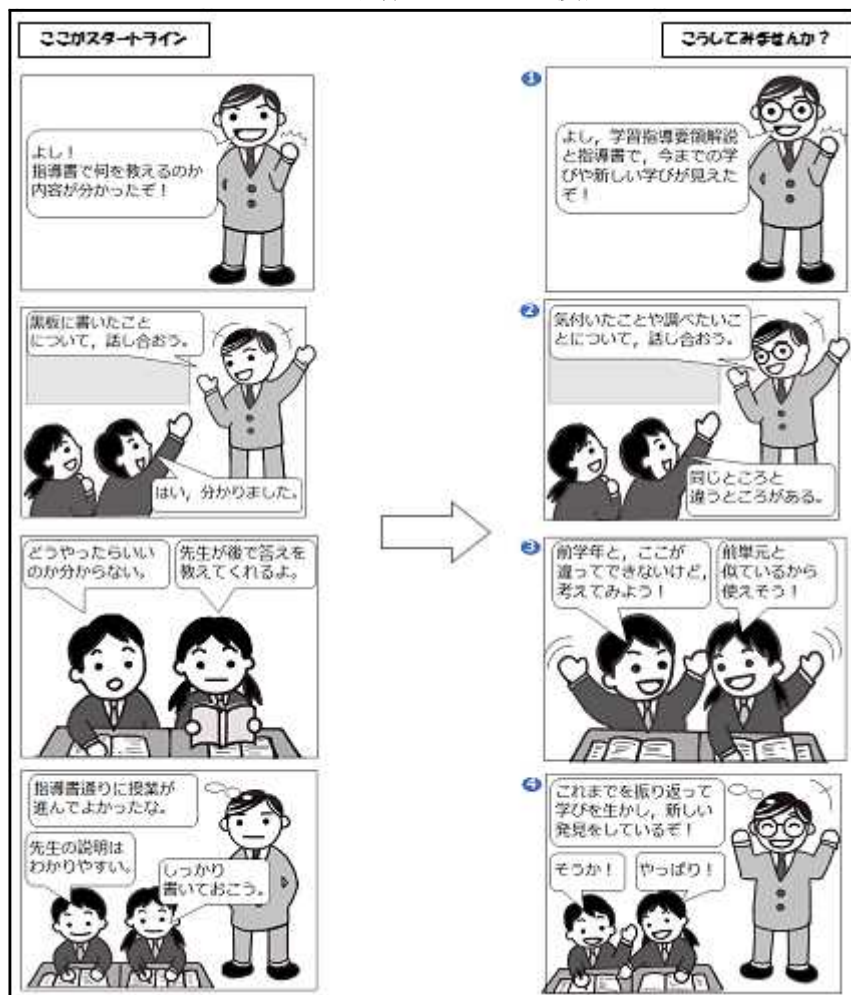 ここがスタートライン
よし！
指導書で何を教えるのか
内容が分かったぞ！
黒板に書いたこと
について，話し合おう。
はい，分かりました。
どうやったらいい
のか分からない。
先生が後で答えを
教えてくれるよ。
指導書通りに授業が
進んでよかったな。
先生の説明は
わかりやすい。
しっかり
書いておこう。
こうしてみませんか？
1
よし，学習指導要領解説
と指導書で，今までの学
びや新しい学びが見えた
ぞ！
2
気付いたことや調べたいこ
とについて，話し合おう。
同じところと
違うところがある。
3
前学年と，ここが
違ってできないけど，
考えてみよう！
前単元と
似ているから
使えそう！
4
これまでを振り返って
学びを生かし，新しい
発見をしているぞ！
そうか！
やっぱり！